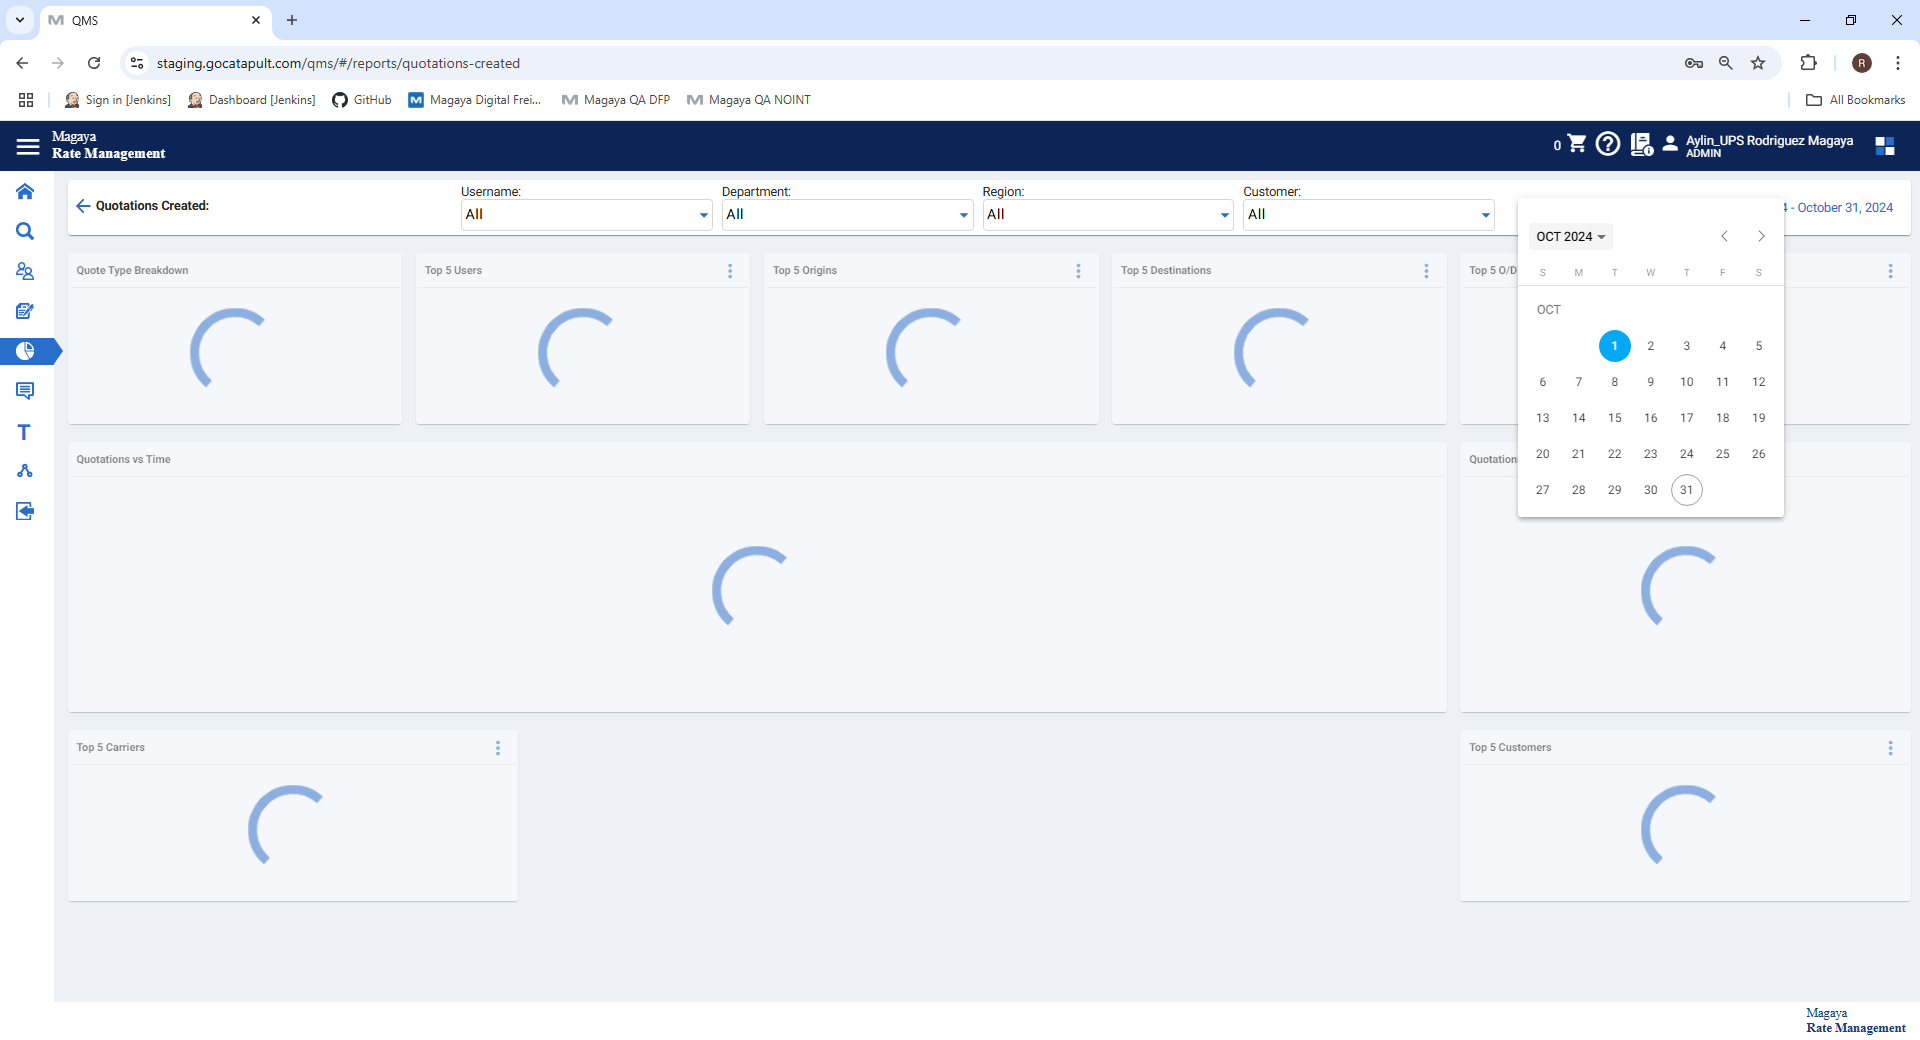 QMS
staging.gocatapult.com/qms/#/reports/quotations-created
R
Sign in [Jenkins]
Dashboard [Jenkins]
GitHub
Magaya Digital Frei...
Magaya QA DFP
Magaya QA NOINT
All Bookmarks
Magaya
Rate Management
0
Aylin_UPS Rodriguez Magaya
ADMIN
Quotations Created:
Username:
All
Department:
All
Region:
All
Customer:
All
4 - October 31, 2024
Quote Type Breakdown
Top 5 Users
Top 5 Origins
Top 5 Destinations
Top 5 O/D
OCT 2024
S M T W T F S
OCT
1 2 3 4 5
6 7 8 9 10 11 12
13 14 15 16 17 18 19
20 21 22 23 24 25 26
27 28 29 30 31
Quotations vs Time
Quotations
Top 5 Carriers
Top 5 Customers
Magaya
Rate Management